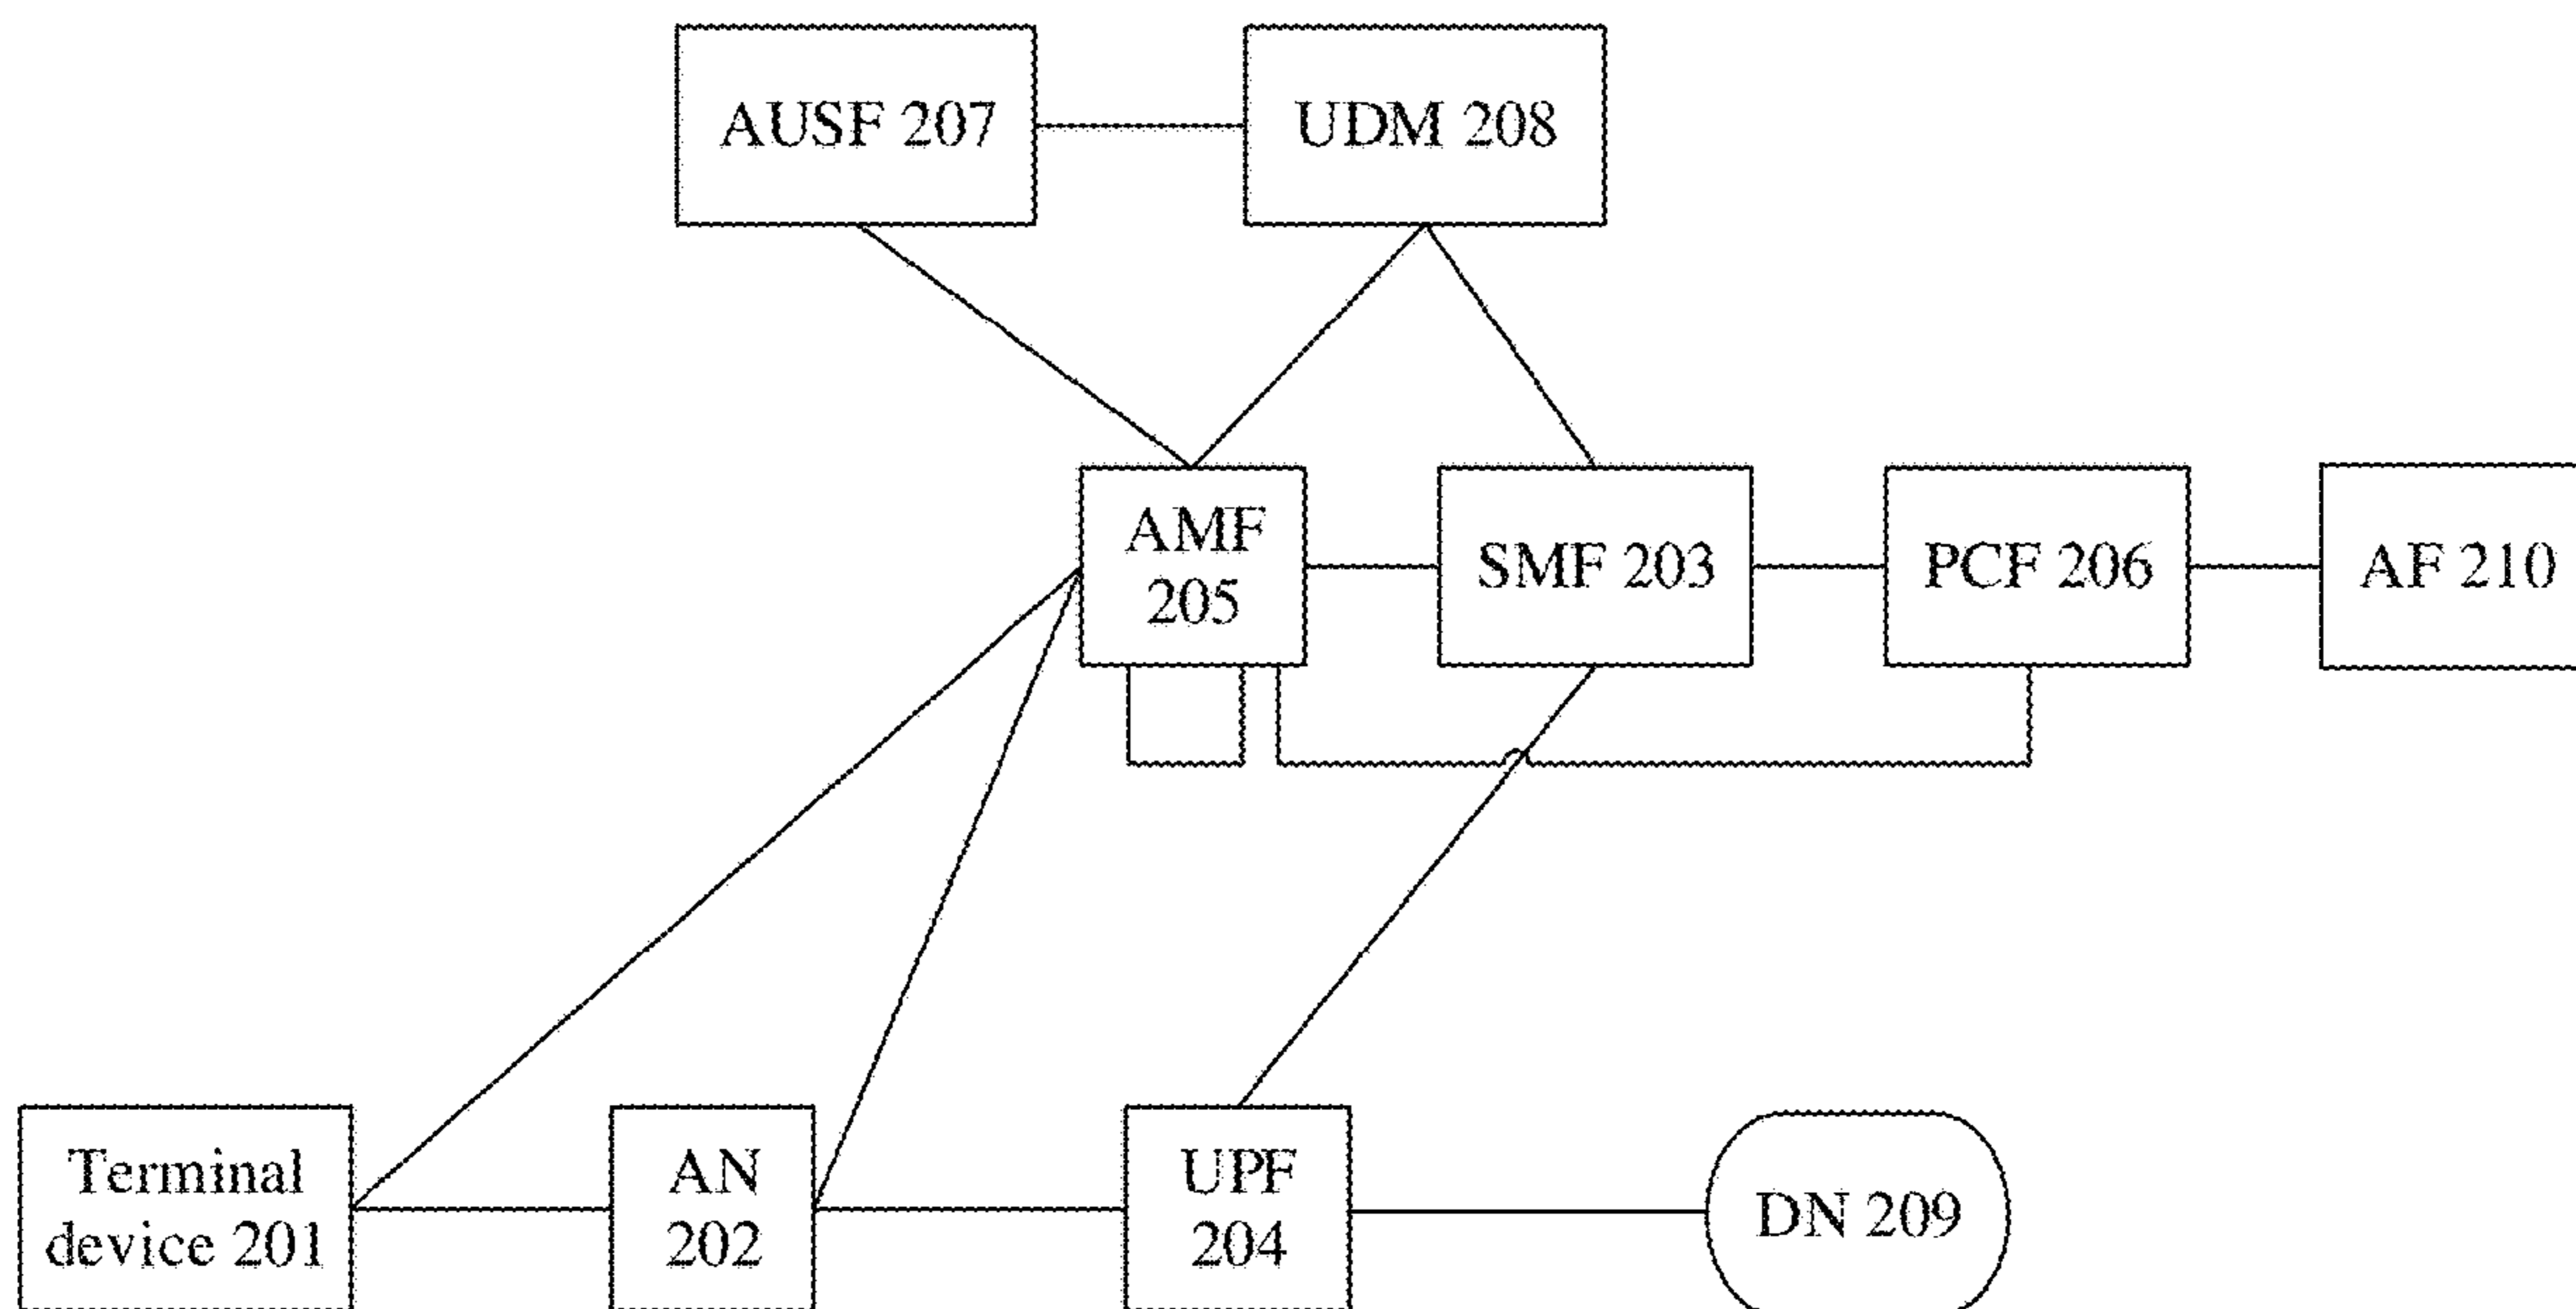 AUSF 207
UDM 208
AMF
205
SMF 203
PCF 206
AF 210
Terminal
device 201
AN
202
UPF
204
DN 209